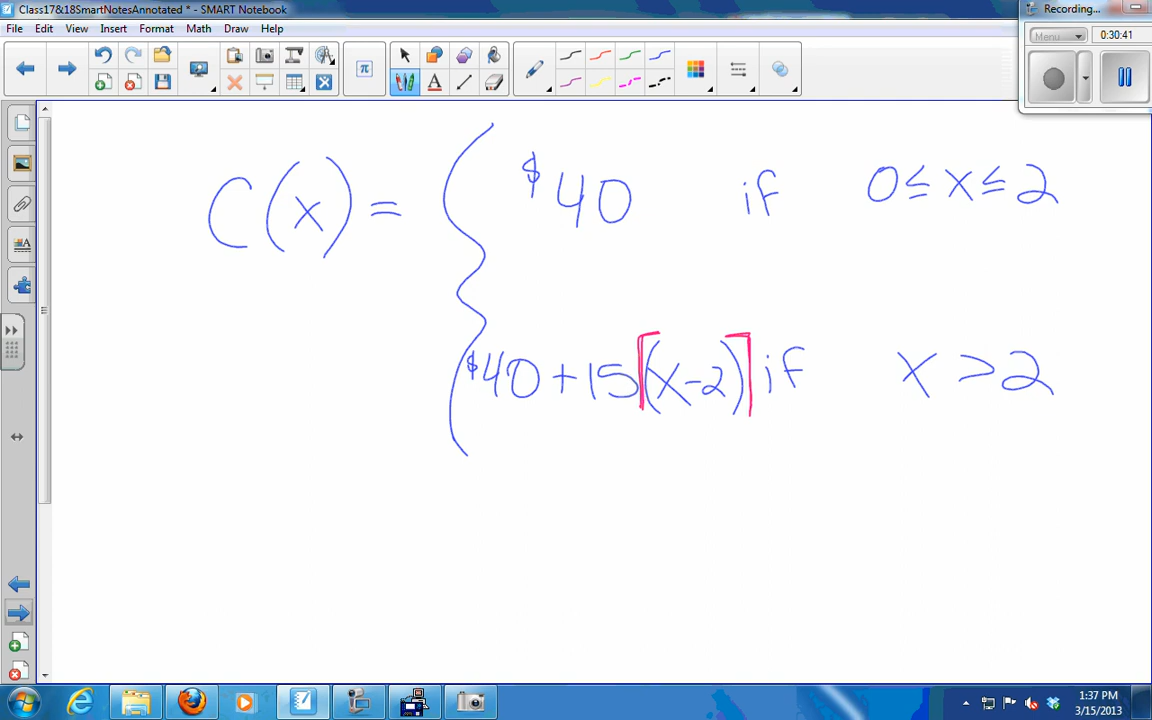 Class17&18SmartNotesAnnotated * - SMART Notebook
Recording...
File Edit View Insert Format Math Draw Help
Menu
0:30:41
π
A
C(x) = { $40 if 0 ≤ x ≤ 2
$40 + 15⌈(x-2)⌉ if x > 2
1:37 PM
3/15/2013